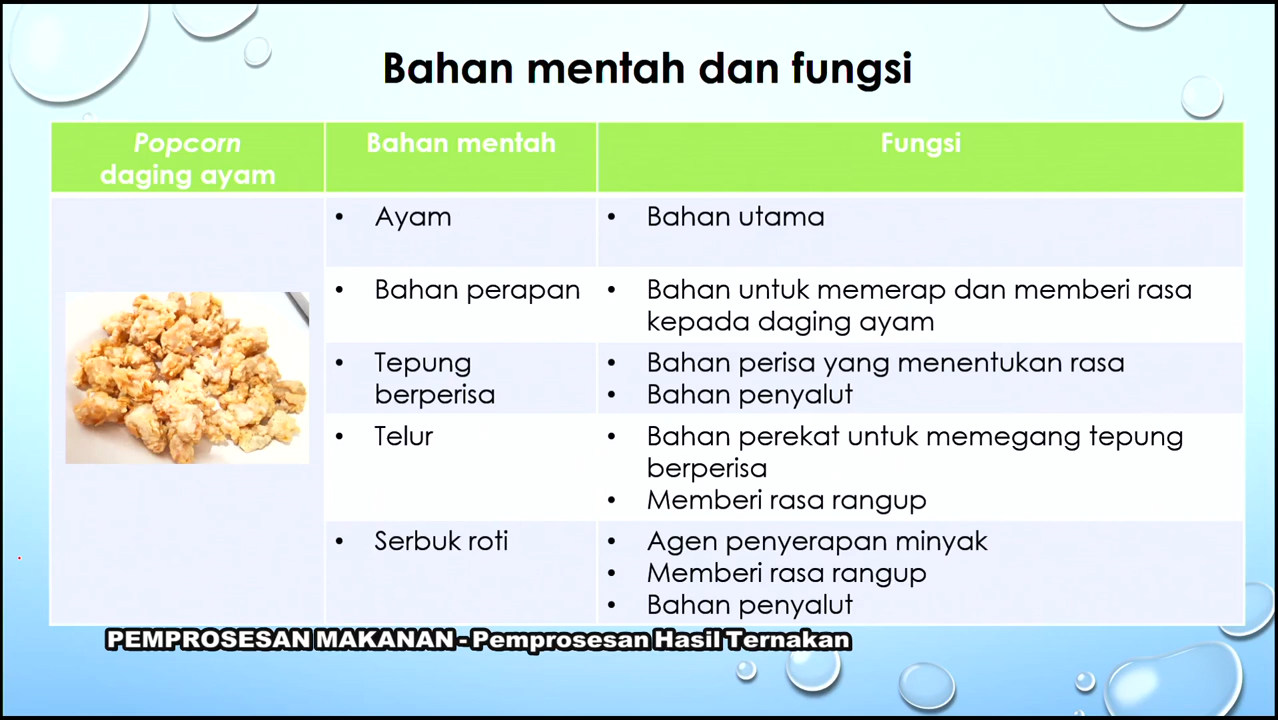 Bahan mentah dan fungsi
Popcorn
daging ayam
Bahan mentah
Fungsi
• Ayam
• Bahan utama
• Bahan perapan
• Bahan untuk memerap dan memberi rasa
kepada daging ayam
• Tepung
berperisa
• Bahan perisa yang menentukan rasa
• Bahan penyalut
• Telur
• Bahan perekat untuk memegang tepung
berperisa
• Memberi rasa rangup
• Serbuk roti
• Agen penyerapan minyak
• Memberi rasa rangup
• Bahan penyalut
PEMPROSESAN MAKANAN - Pemprosesan Hasil Ternakan